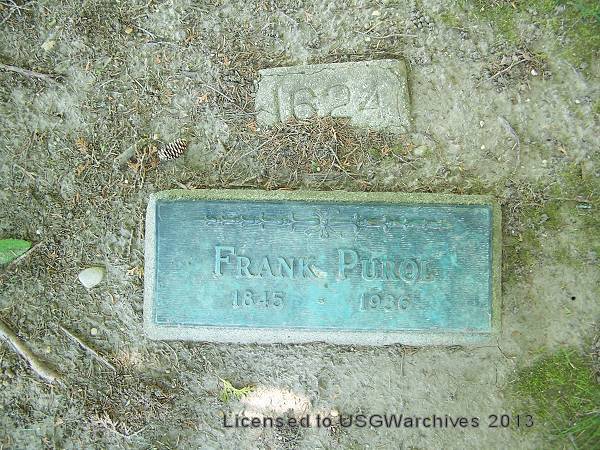 1624
FRANK PUROL
1845 · 1936
Licensed to USGWarchives 2013